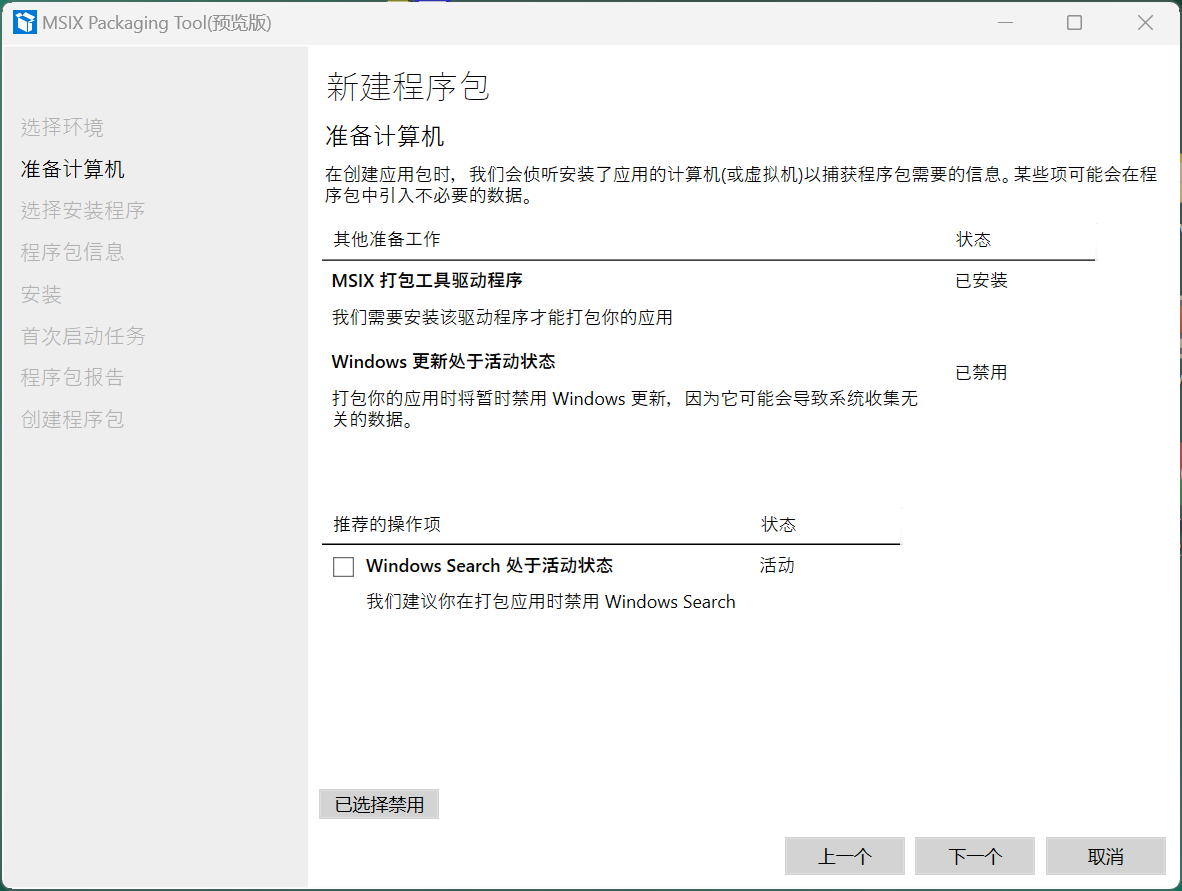 MSIX Packaging Tool(预览版)
选择环境
准备计算机
选择安装程序
程序包信息
安装
首次启动任务
程序包报告
创建程序包
新建程序包
准备计算机
在创建应用包时，我们会侦听安装了应用的计算机(或虚拟机)以捕获程序包需要的信息。某些项可能会在程
序包中引入不必要的数据。
其他准备工作 状态
MSIX 打包工具驱动程序 已安装
我们需要安装该驱动程序才能打包你的应用
Windows 更新处于活动状态
已禁用
打包你的应用时将暂时禁用 Windows 更新，因为它可能会导致系统收集无
关的数据。
推荐的操作项 状态
Windows Search 处于活动状态 活动
我们建议你在打包应用时禁用 Windows Search
已选择禁用
上一个 下一个 取消